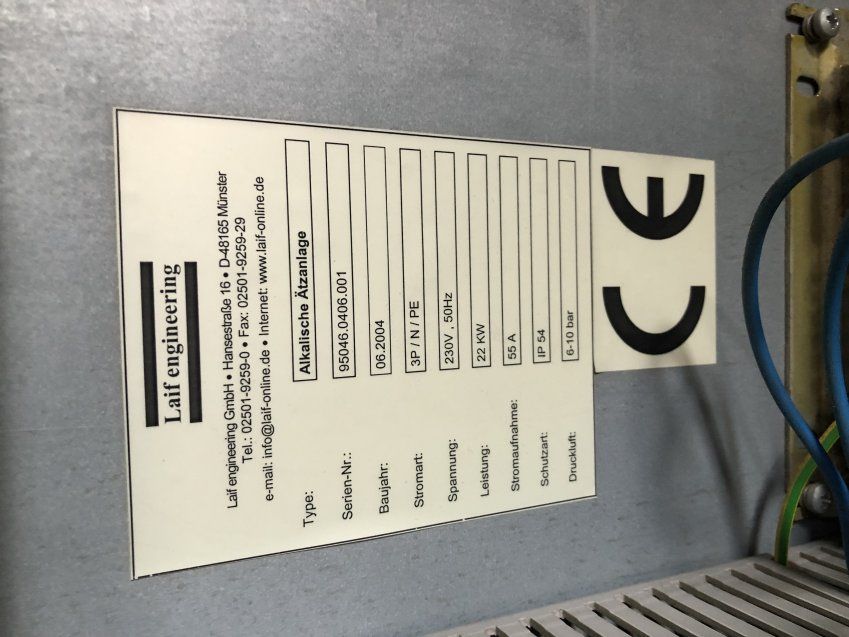 Laif engineering
Laif engineering GmbH • Hansestraße 16 • D-48165 Münster
Tel.: 02501-9259-0 • Fax: 02501-9259-29
e-mail: info@laif-online.de • Internet: www.laif-online.de
Type: Alkalische Ätzanlage
Serien-Nr.: 95046.0406.001
Baujahr: 06.2004
Stromart: 3P / N / PE
Spannung: 230V , 50Hz
Leistung: 22 KW
Stromaufnahme: 55 A
Schutzart: IP 54
Druckluft: 6-10 bar
CE